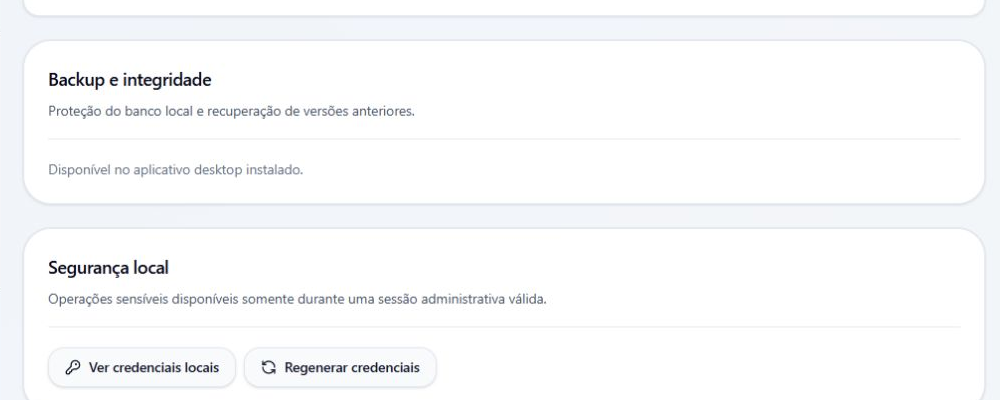 Backup e integridade
Proteção do banco local e recuperação de versões anteriores.
Disponível no aplicativo desktop instalado.
Segurança local
Operações sensíveis disponíveis somente durante uma sessão administrativa válida.
Ver credenciais locais
Regenerar credenciais